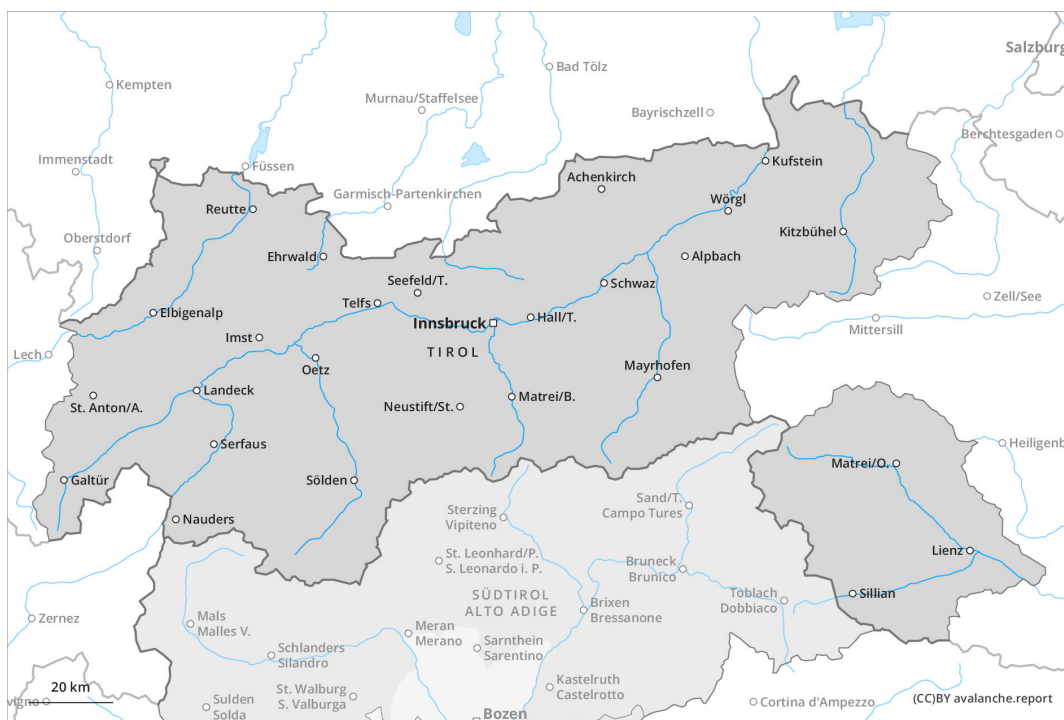 Salzburg
Kempten
Bad Tölz
Murnau/Staffelsee
Bayrischzell
Berchtesgaden
Immenstadt
Füssen
Kufstein
Achenkirch
Garmisch-Partenkirchen
Reutte
Wörgl
Oberstdorf
Kitzbühel
Ehrwald
Alpbach
Seefeld/T.
Schwaz
Zell/See
Telfs
Elbigenalp
Innsbruck
Hall/T.
Mittersill
Imst
TIROL
Lech
Oetz
Mayrhofen
Landeck
St. Anton/A.
Neustift/St.
Matrei/B.
Serfaus
Heiligenb
Matrei/O.
Galtür
Sölden
Sand/T.
Campo Tures
Nauders
Sterzing
Vipiteno
Lienz
St. Leonhard/P.
S. Leonardo i. P.
Bruneck
Brunico
SÜDTIROL
ALTO ADIGE
Toblach
Dobbiaco
Sillian
Brixen
Bressanone
Zernez
Mals
Malles V.
Meran
Merano
Sarnthein
Sarentino
Schlanders
Silandro
20 km
vigno
Sulden
Solda
St. Walburg
S. Valburga
Kastelruth
Castelrotto
Cortina d'Ampezzo
(CC)BY avalanche.report
Bozen